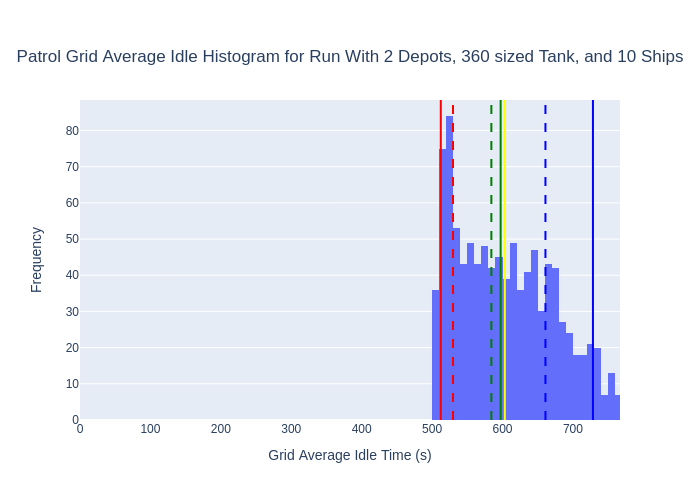 Patrol Grid Average Idle Histogram for Run With 2 Depots, 360 sized Tank, and 10 Ships
80
70
60
50
40
30
20
10
0
Frequency
0 100 200 300 400 500 600 700
Grid Average Idle Time (s)